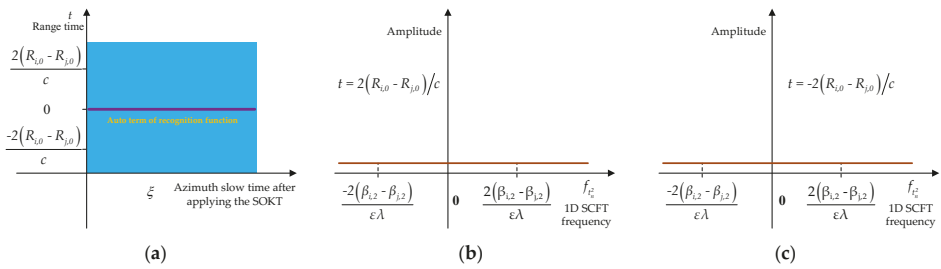 t
Range time
2(R_{i,0} - R_{j,0})
c
0
-2(R_{i,0} - R_{j,0})
c
Auto term of recognition function
ξ
Azimuth slow time after
applying the SOKT
(a)
Amplitude
t = 2(R_{i,0} - R_{j,0})/c
-2(β_{i,2} - β_{j,2})
ελ
0
2(β_{i,2} - β_{j,2})
ελ
f_{t_n^2}
1D SCFT
frequency
(b)
Amplitude
t = -2(R_{i,0} - R_{j,0})/c
-2(β_{i,2} - β_{j,2})
ελ
0
2(β_{i,2} - β_{j,2})
ελ
f_{t_n^2}
1D SCFT
frequency
(c)